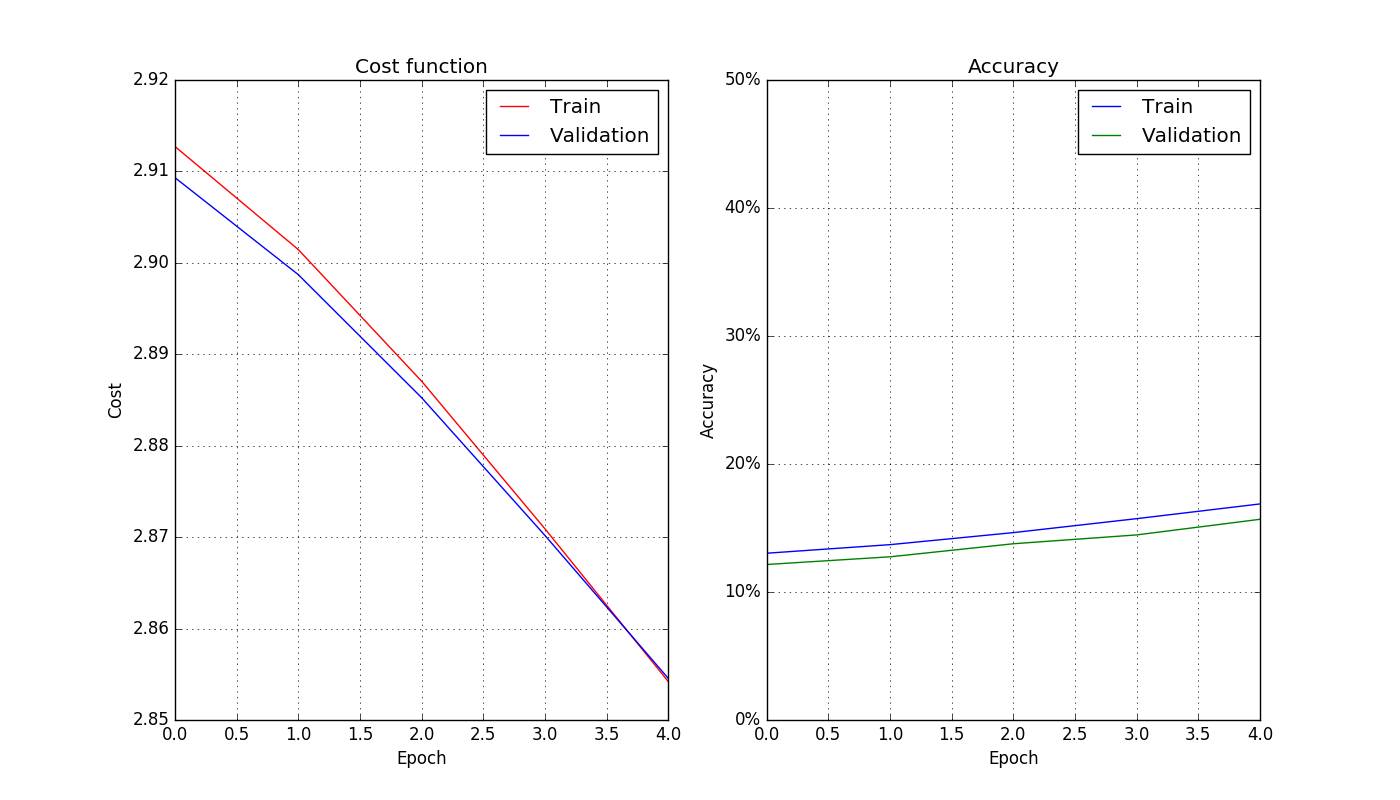 Cost function
2.92
2.91
2.90
2.89
2.88
2.87
2.86
2.85
Cost
0.0 0.5 1.0 1.5 2.0 2.5 3.0 3.5 4.0
Epoch
Train
Validation
Accuracy
50%
40%
30%
20%
10%
0%
Accuracy
0.0 0.5 1.0 1.5 2.0 2.5 3.0 3.5 4.0
Epoch
Train
Validation